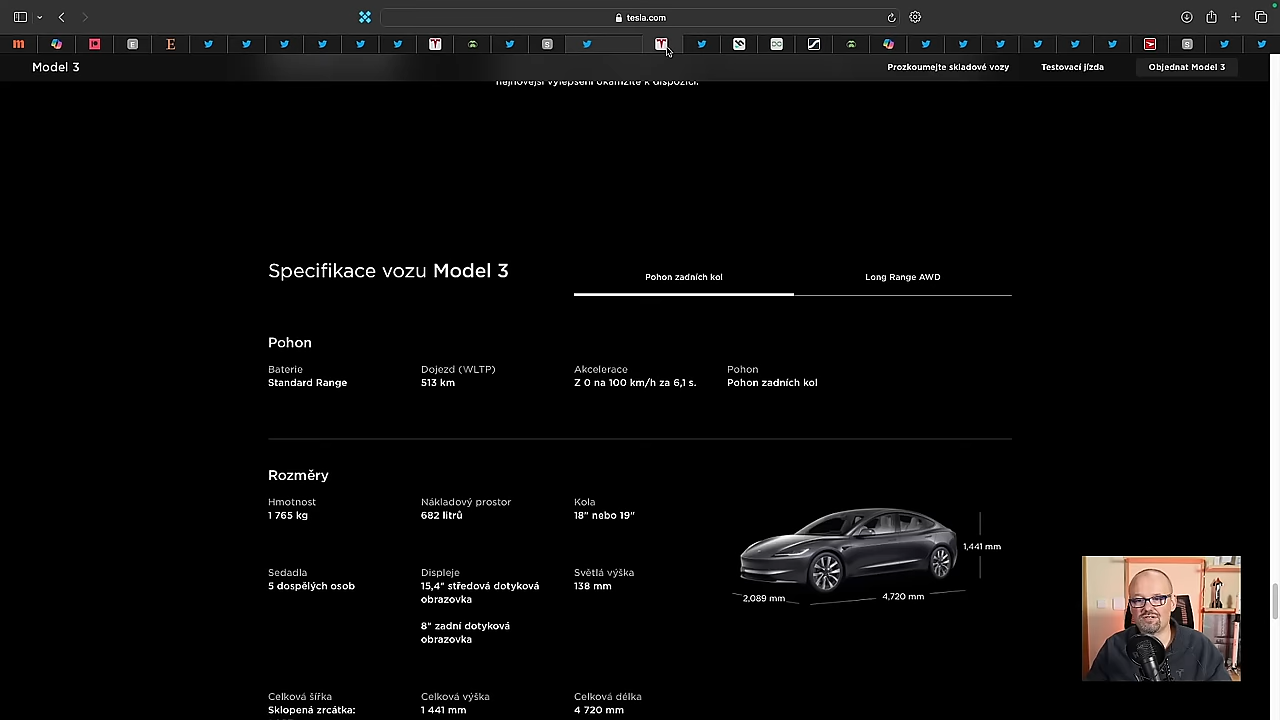 tesla.com
Model 3
Prozkoumejte skladové vozy
Testovací jízda
Objednat Model 3
nejnovější vylepšení okamžitě k dispozici.
Specifikace vozu Model 3
Pohon zadních kol
Long Range AWD
Pohon
Baterie
Dojezd (WLTP)
Akcelerace
Pohon
Standard Range
513 km
Z 0 na 100 km/h za 6,1 s.
Pohon zadních kol
Rozměry
Hmotnost
Nákladový prostor
Kola
1 765 kg
682 litrů
18" nebo 19"
1,441 mm
2,089 mm
4,720 mm
Sedadla
Displeje
Světlá výška
5 dospělých osob
15,4" středová dotyková
obrazovka
138 mm
8" zadní dotyková
obrazovka
Celková šířka
Celková výška
Celková délka
Sklopená zrcátka:
1 441 mm
4 720 mm